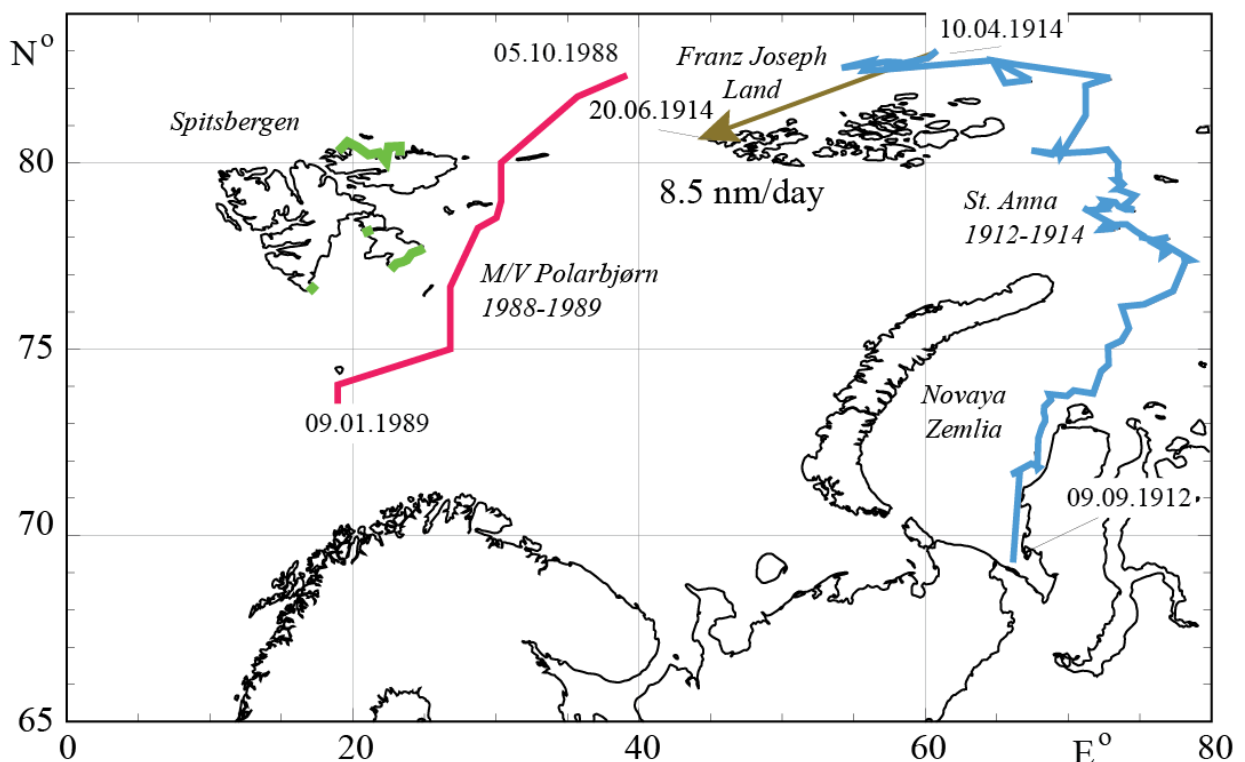 N°
05.10.1988
Franz Joseph
Land
10.04.1914
Spitsbergen
20.06.1914
80
8.5 nm/day
St. Anna
1912-1914
M/V Polarbjørn
1988-1989
75
09.01.1989
Novaya
Zemlia
09.09.1912
70
65
0
20
40
60
E°
80